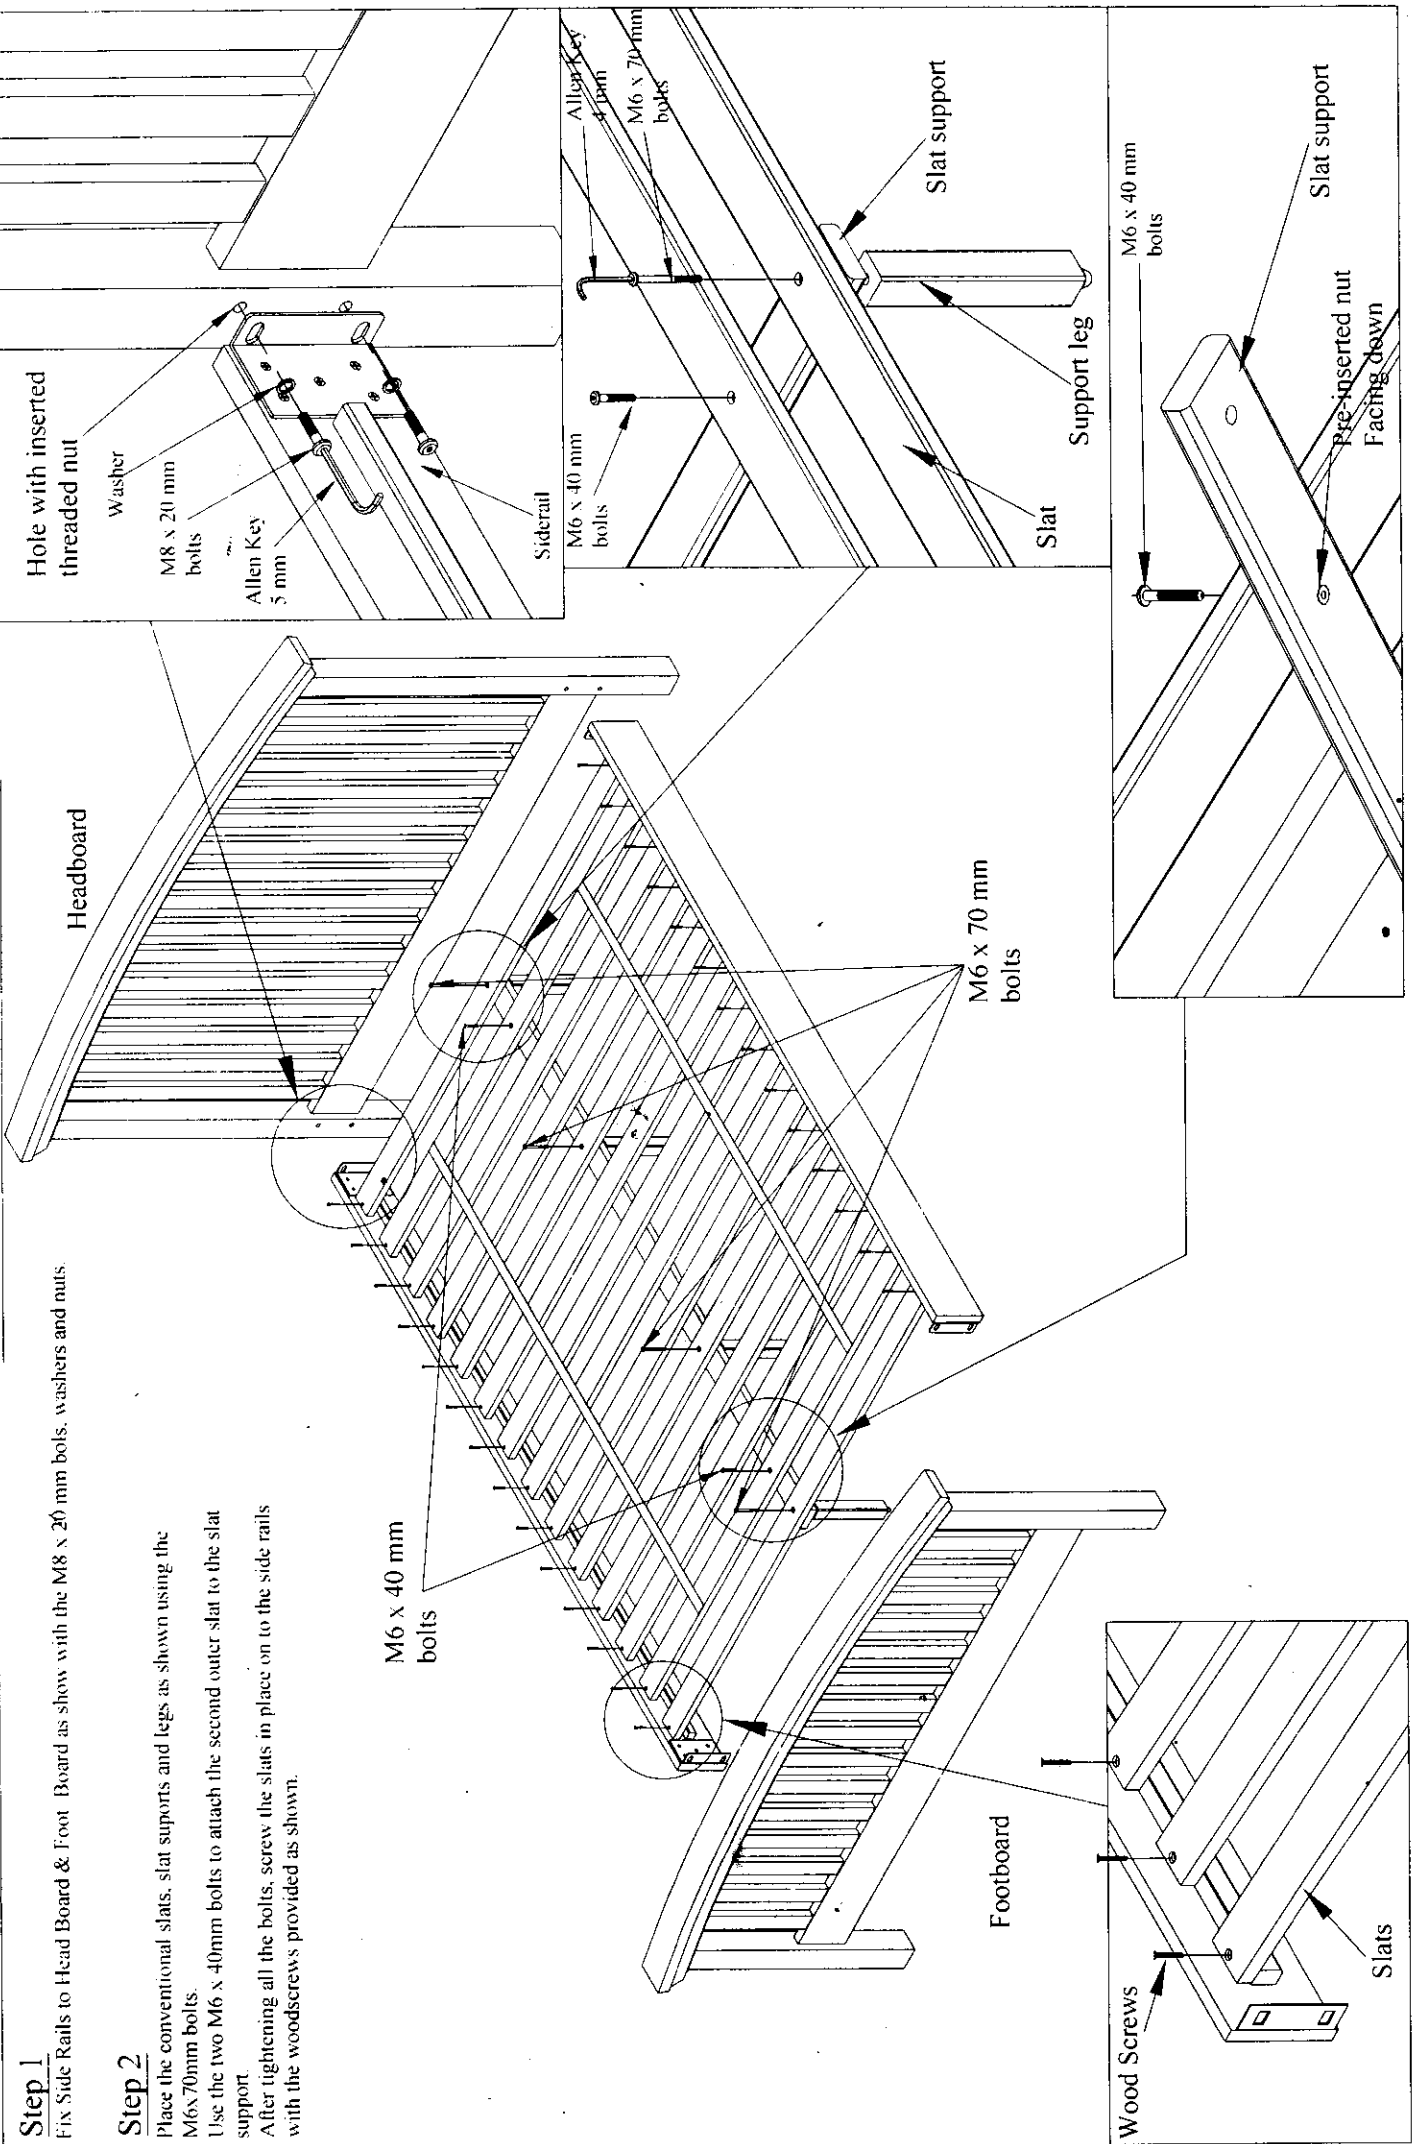 Step 1
Fix Side Rails to Head Board & Foot Board as show with the M8 x 20 mm bols. washers and nuts.
Step 2
Place the conventional slats, slat suports and legs as shown using the
M6x70mm bolts.
Use the two M6 x 40mm bolts to attach the second outer slat to the slat
support.
After tightening all the bolts, screw the slats in place on to the side rails
with the woodscrews provided as shown.
Headboard
Hole with inserted
threaded nut
Washer
M8 x 20 mm
bolts
Allen Key
5 mm
Siderail
Allen Key
4 mm
M6 x 70 mm
bolts
M6 x 40 mm
bolts
Slat support
Support leg
Slat
M6 x 40 mm
bolts
M6 x 70 mm
bolts
M6 x 40 mm
bolts
Slat support
Pre-inserted nut
Facing down
Footboard
Wood Screws
Slats